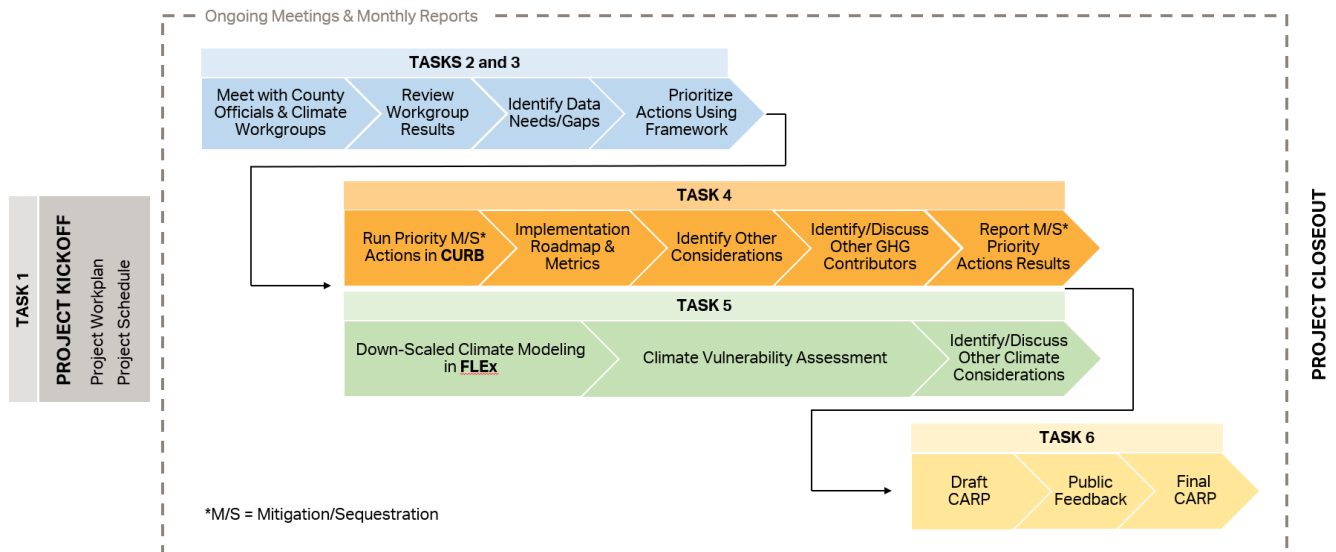 Ongoing Meetings & Monthly Reports
TASKS 2 and 3
Meet with County
Officials & Climate
Workgroups
Review
Workgroup
Results
Identify Data
Needs/Gaps
Prioritize
Actions Using
Framework
TASK 1
PROJECT KICKOFF
Project Workplan
Project Schedule
TASK 4
Run Priority M/S*
Actions in CURB
Implementation
Roadmap &
Metrics
Identify Other
Considerations
Identify/Discuss
Other GHG
Contributors
Report M/S*
Priority
Actions Results
TASK 5
Down-Scaled Climate Modeling
in FLEx
Climate Vulnerability Assessment
Identify/Discuss
Other Climate
Considerations
TASK 6
Draft
CARP
Public
Feedback
Final
CARP
*M/S = Mitigation/Sequestration
PROJECT CLOSEOUT